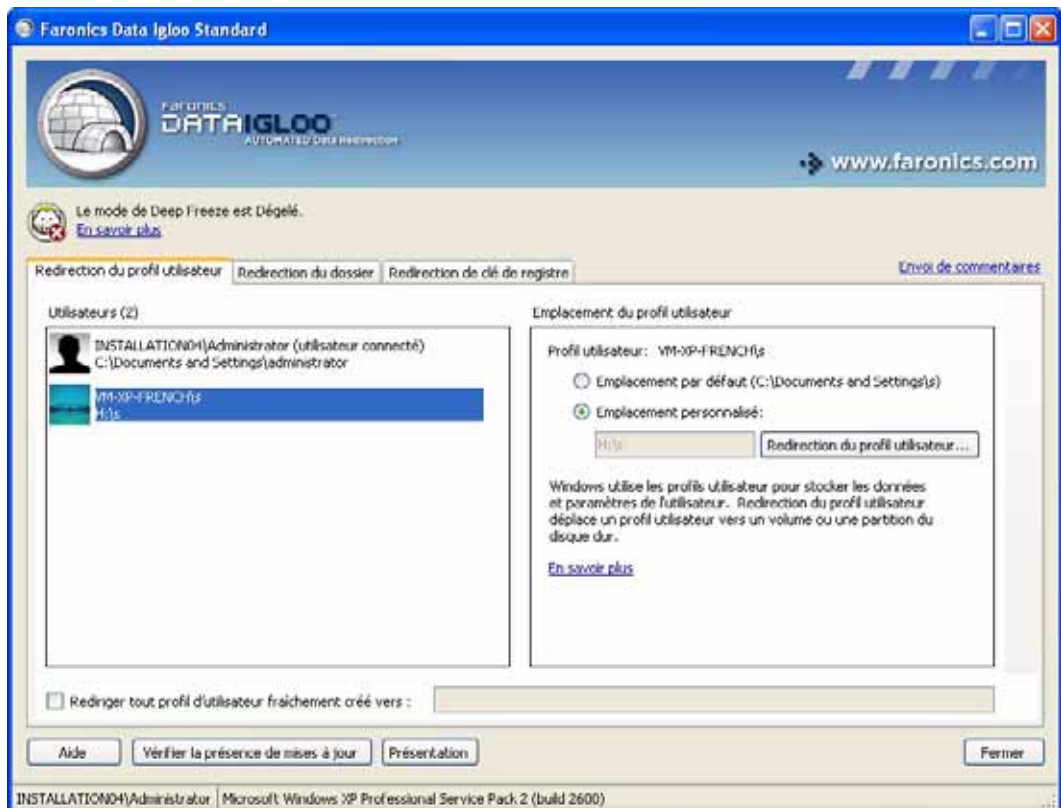 Faronics Data Igloo Standard
FARONICS
DATAIGLOO
AUTOMATED Data Redirection
www.faronics.com
Le mode de Deep Freeze est Dégelé.
En savoir plus
Redirection du profil utilisateur
Redirection du dossier
Redirection de clé de registre
Envoi de commentaires
Utilisateurs (2)
INSTALLATION04\Administrator (utilisateur connecté)
C:\Documents and Settings\administrator
VM-XP-FRENCH\s
H:\s
Emplacement du profil utilisateur
Profil utilisateur: VM-XP-FRENCH\s
Emplacement par défaut (C:\Documents and Settings\s)
Emplacement personnalisé:
H:\s
Redirection du profil utilisateur...
Windows utilise les profils utilisateur pour stocker les données
et paramètres de l'utilisateur. Redirection du profil utilisateur
déplace un profil utilisateur vers un volume ou une partition du
disque dur.
En savoir plus
Rediriger tout profil d'utilisateur fraîchement créé vers :
Aide
Vérifier la présence de mises à jour
Présentation
Fermer
INSTALLATION04\Administrator
Microsoft Windows XP Professional Service Pack 2 (build 2600)